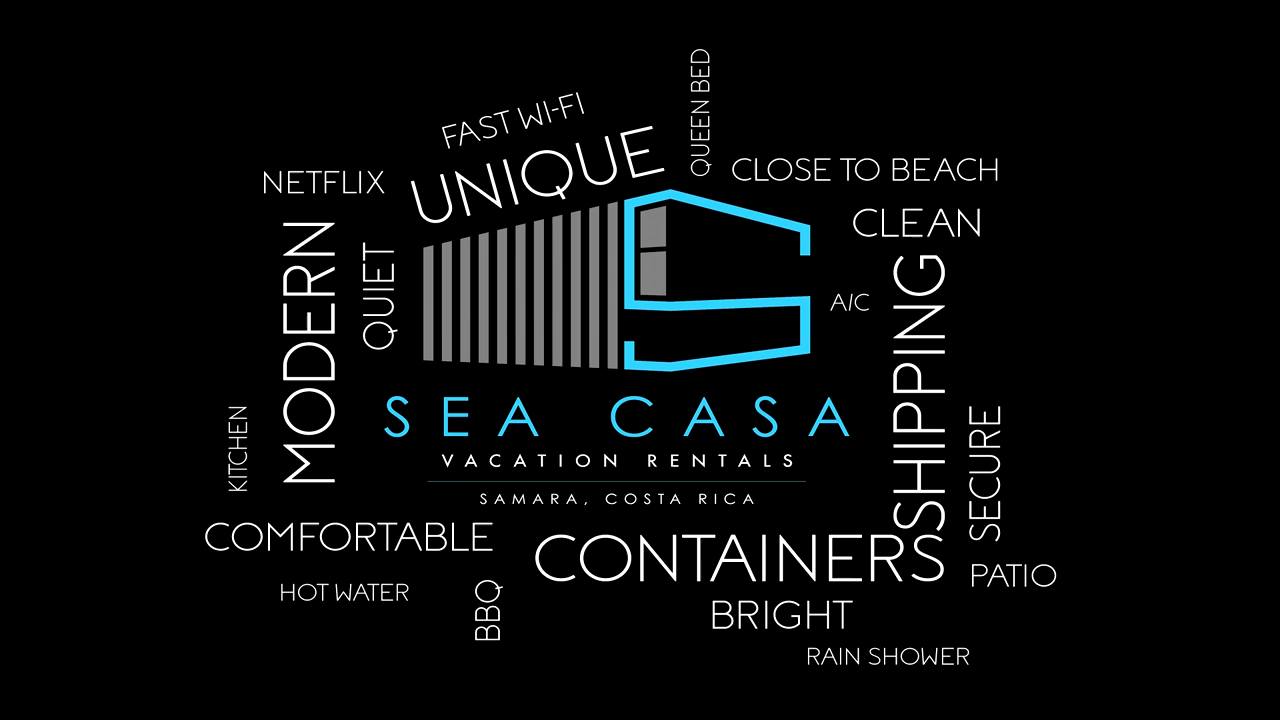 QUEEN BED
FAST WI-FI
UNIQUE
NETFLIX
CLOSE TO BEACH
CLEAN
MODERN
QUIET
A/C
SHIPPING
SEA CASA
VACATION RENTALS
SAMARA, COSTA RICA
KITCHEN
SECURE
COMFORTABLE
CONTAINERS
PATIO
HOT WATER
BBQ
BRIGHT
RAIN SHOWER